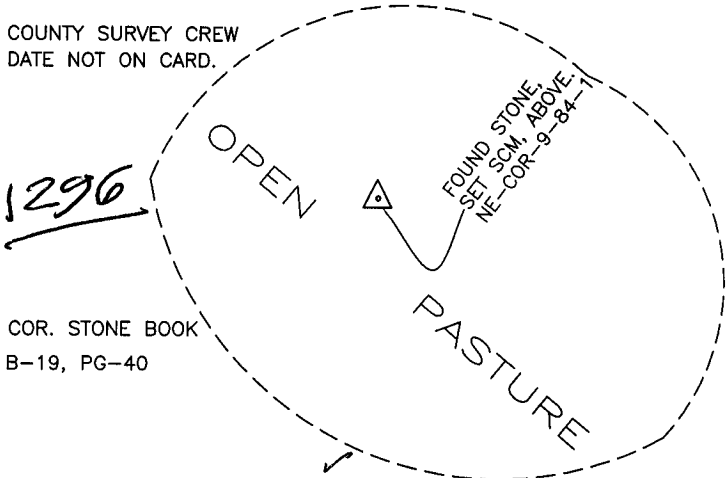 COUNTY SURVEY CREW
DATE NOT ON CARD.
OPEN
FOUND STONE,
SET SCM, ABOVE.
NE-COR-9-84-1
1296
COR. STONE BOOK
B-19, PG-40
PASTURE